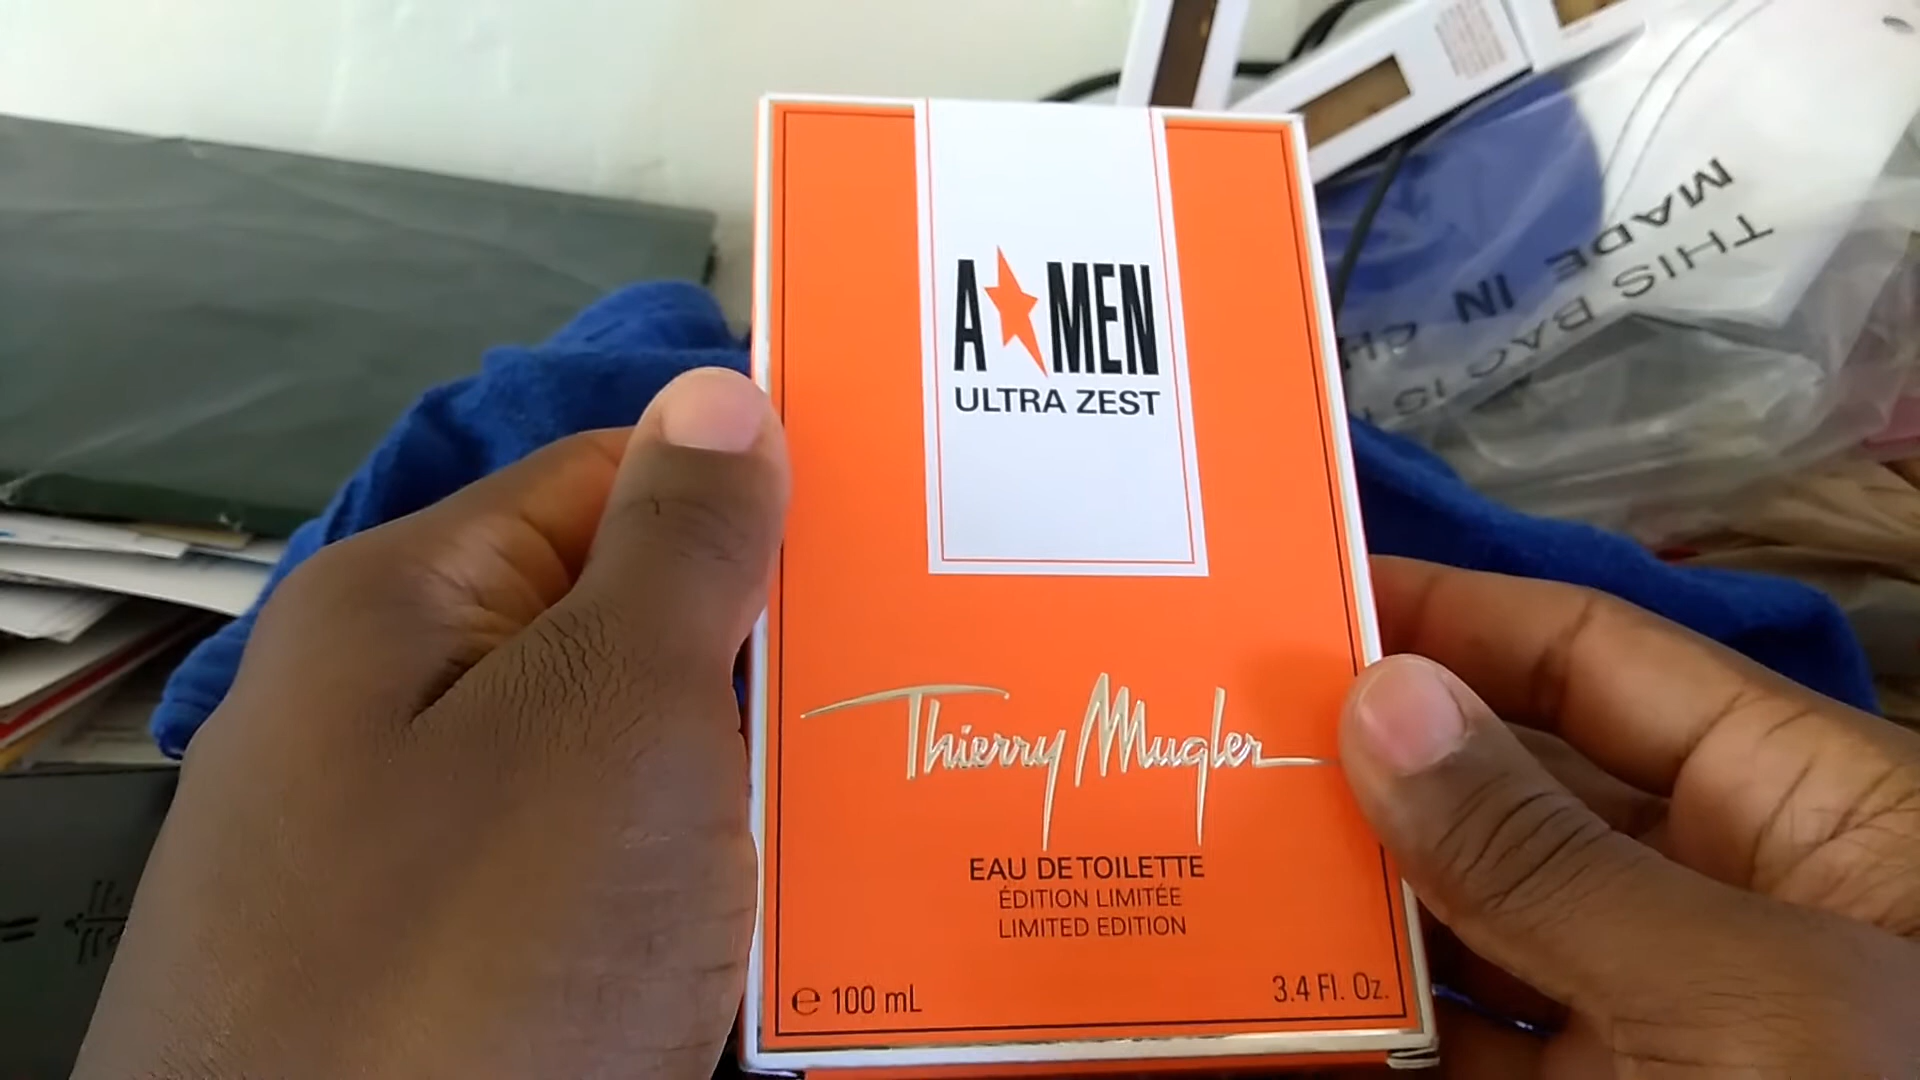 A★MEN
ULTRA ZEST
Thierry Mugler
EAU DE TOILETTE
ÉDITION LIMITÉE
LIMITED EDITION
℮ 100 mL
3.4 Fl. Oz.
THIS BAG IS
MADE IN CH